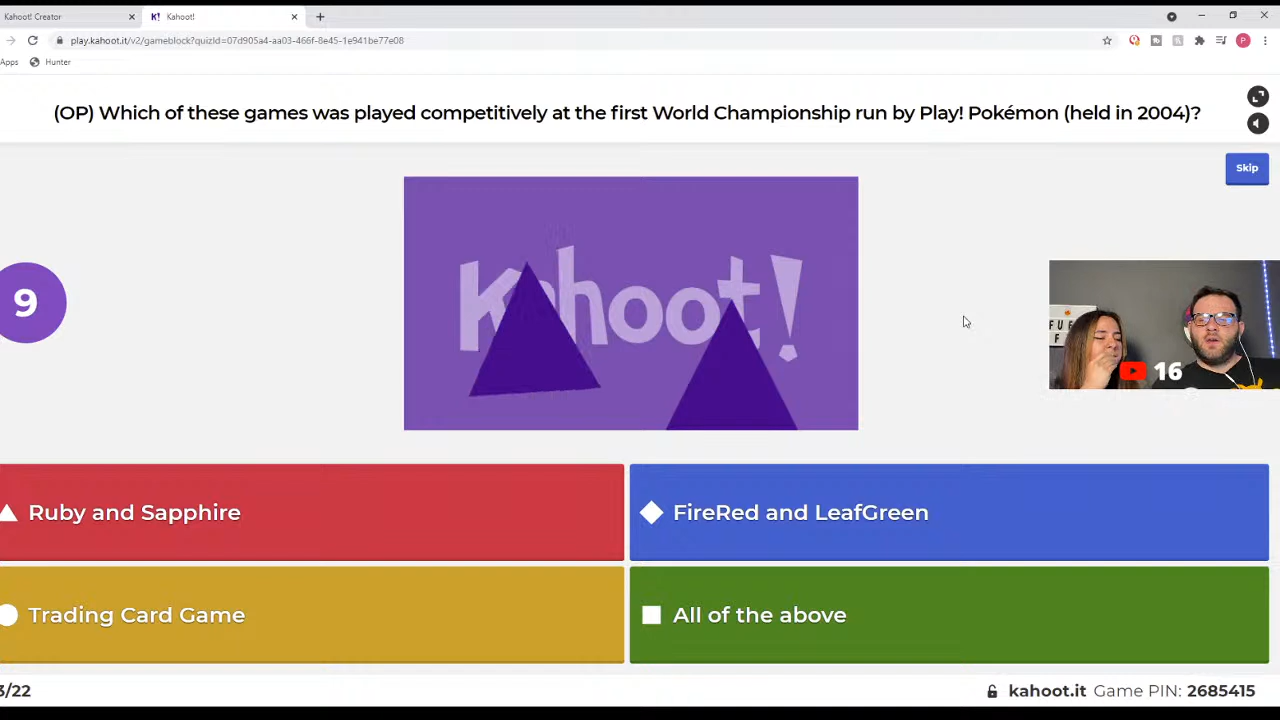 Kahoot! Creator
K! Kahoot!
play.kahoot.it/v2/gameblock?quizId=07d905a4-aa03-466f-8e45-1e941be77e08
Apps Hunter
(OP) Which of these games was played competitively at the first World Championship run by Play! Pokémon (held in 2004)?
Skip
Kahoot!
9
16
Ruby and Sapphire
FireRed and LeafGreen
Trading Card Game
All of the above
3/22
kahoot.it Game PIN: 2685415